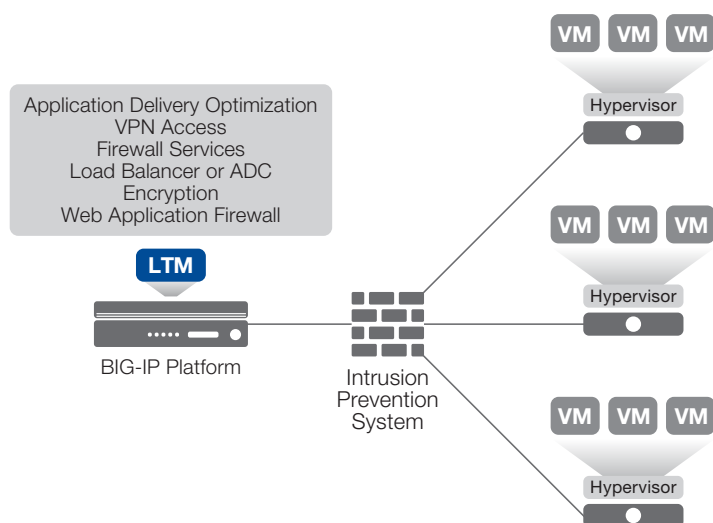 VM VM VM
Hypervisor
Application Delivery Optimization
VPN Access
Firewall Services
Load Balancer or ADC
Encryption
Web Application Firewall
LTM
BIG-IP Platform
Intrusion
Prevention
System
VM VM VM
Hypervisor
VM VM VM
Hypervisor